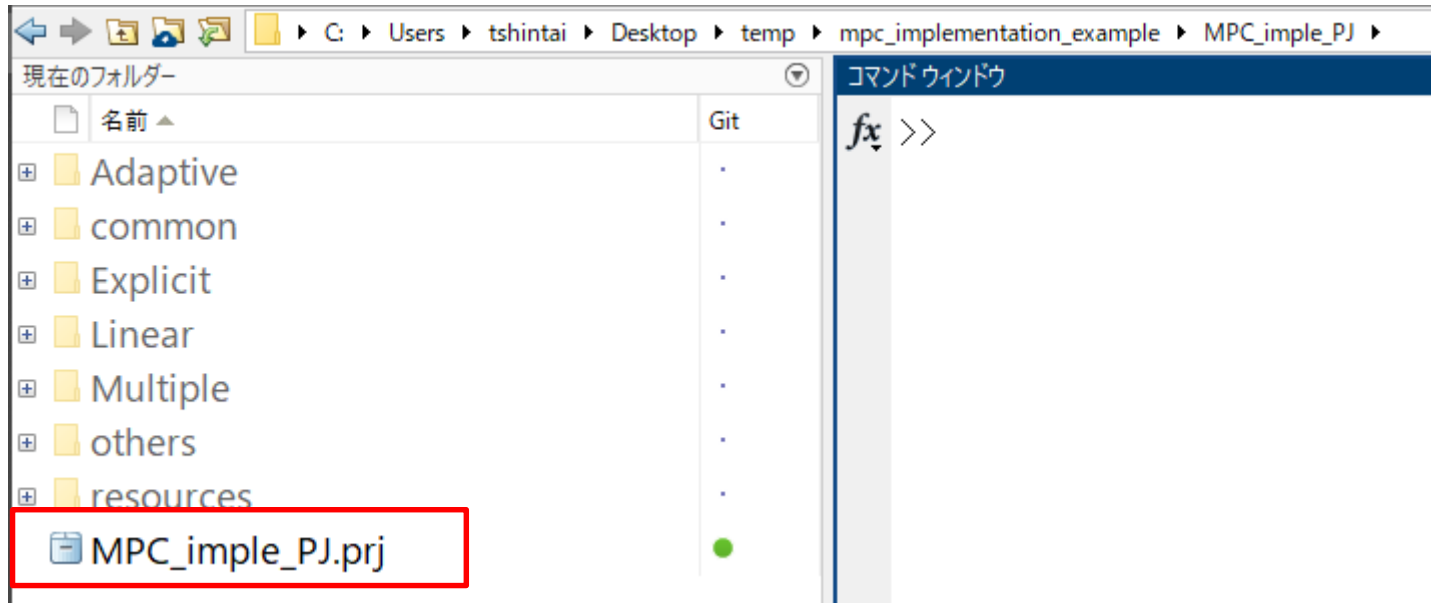 C: Users tshintai Desktop temp mpc_implementation_example MPC_imple_PJ
現在のフォルダー
コマンド ウィンドウ
名前 Git
fx >>
Adaptive
common
Explicit
Linear
Multiple
others
resources
MPC_imple_PJ.prj